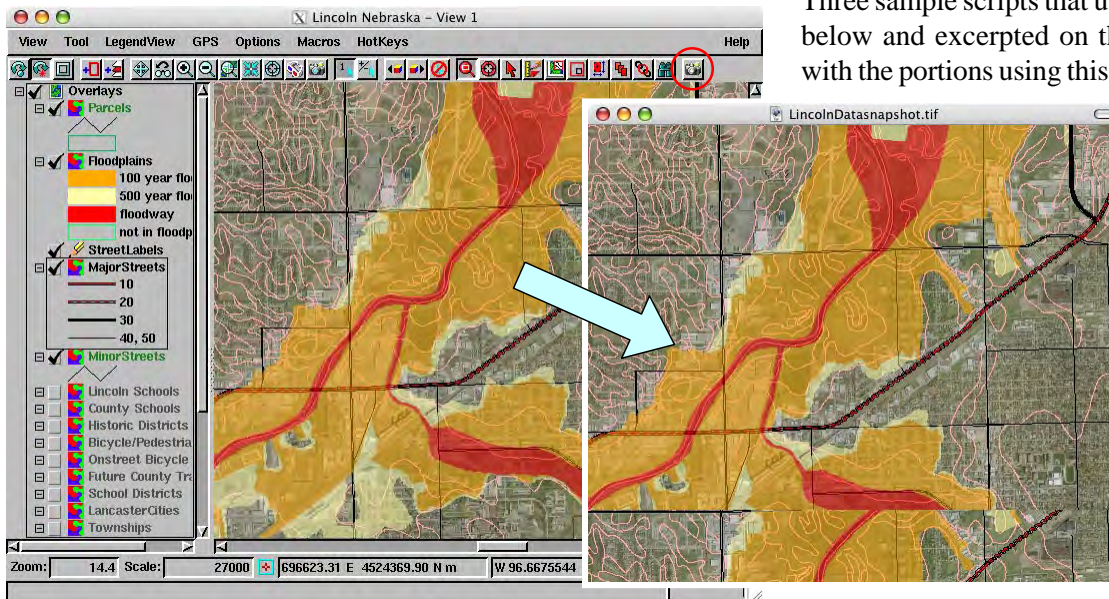 Three sample scripts that u
below and excerpted on th
with the portions using this
Lincoln Nebraska – View 1
View Tool LegendView GPS Options Macros HotKeys Help
Overlays
Parcels
Floodplains
100 year flo
500 year flo
floodway
not in floodp
StreetLabels
MajorStreets
10
20
30
40, 50
MinorStreets
Lincoln Schools
County Schools
Historic Districts
Bicycle/Pedestria
Onstreet Bicycle
Future County Tra
School Districts
LancasterCities
Townships
LincolnDatasnapshot.tif
Zoom: 14.4 Scale: 27000 696623.31 E 4524369.90 N m W 96.6675544